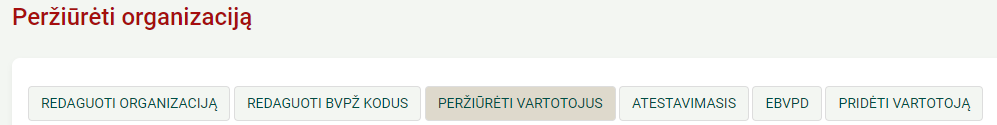 Peržiūrėti organizaciją
REDAGUOTI ORGANIZACIJĄ REDAGUOTI BVPŽ KODUS PERŽIŪRĖTI VARTOTOJUS ATESTAVIMASIS EBVPD PRIDĖTI VARTOTOJĄ